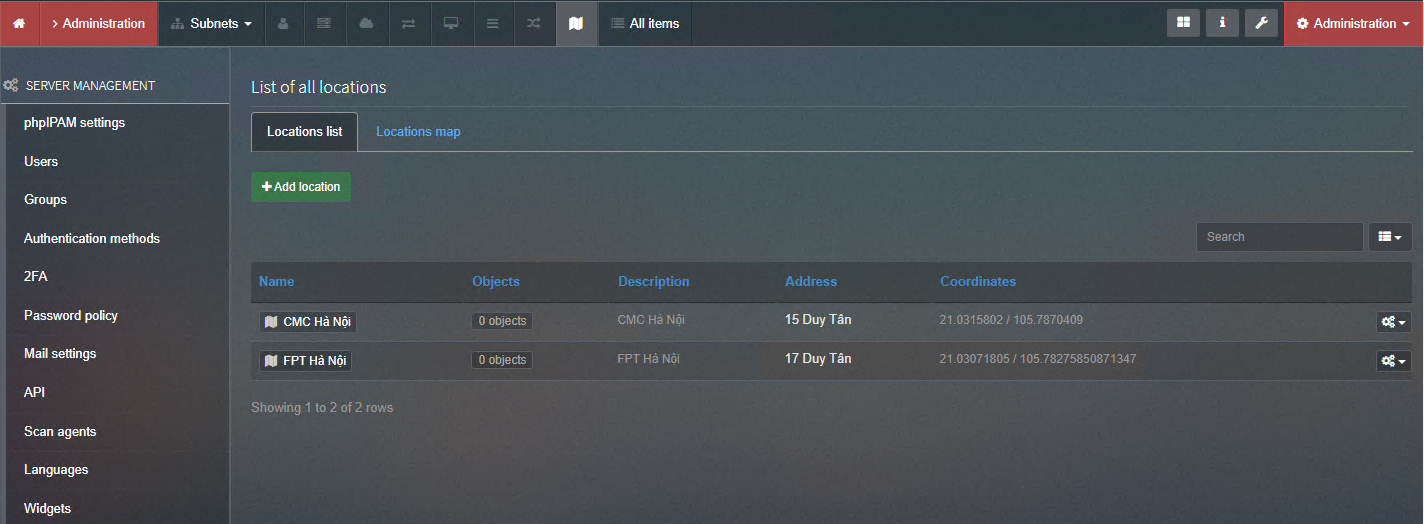 Administration Subnets All items Administration
SERVER MANAGEMENT
phpIPAM settings
Users
Groups
Authentication methods
2FA
Password policy
Mail settings
API
Scan agents
Languages
Widgets
List of all locations
Locations list Locations map
Add location
Search
Name Objects Description Address Coordinates
CMC Hà Nội 0 objects CMC Hà Nội 15 Duy Tân 21.0315802 / 105.7870409
FPT Hà Nội 0 objects FPT Hà Nội 17 Duy Tân 21.03071805 / 105.78275850871347
Showing 1 to 2 of 2 rows